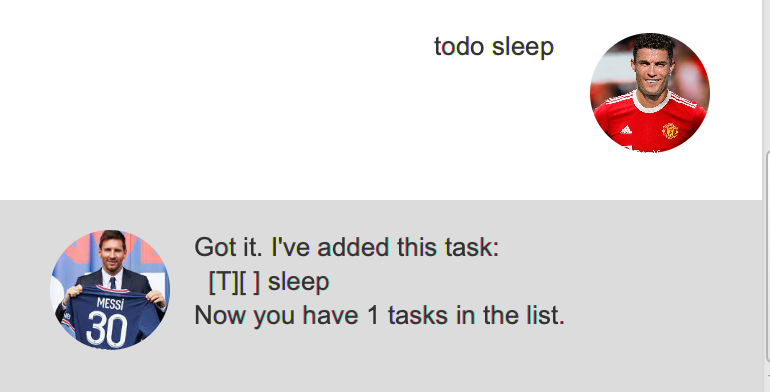 todo sleep
Got it. I've added this task:
[T][ ] sleep
Now you have 1 tasks in the list.
MESSI
30